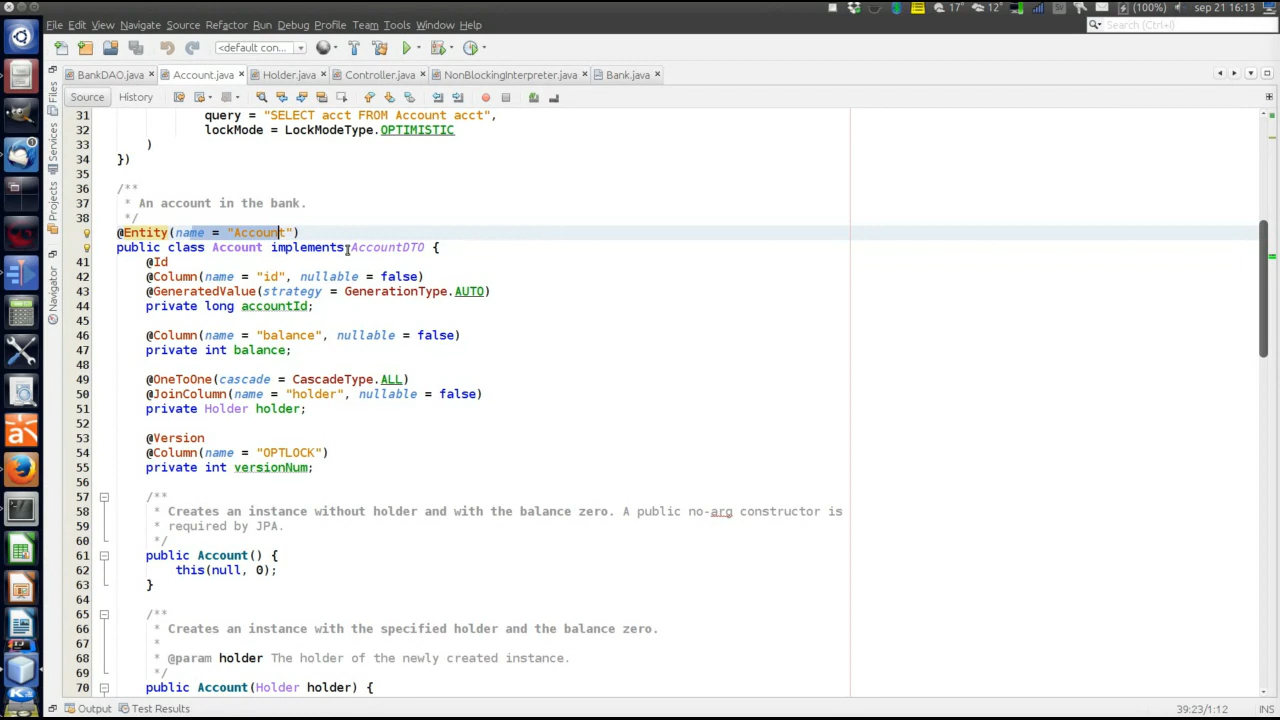 17° 12° (100%) sep 21 16:13
File Edit View Navigate Source Refactor Run Debug Profile Team Tools Window Help
Search (Ctrl+I)
<default con...
BankDAO.java Account.java Holder.java Controller.java NonBlockingInterpreter.java Bank.java
Source History
Files
Services
Projects
Navigator
31 query = "SELECT acct FROM Account acct",
32 lockMode = LockModeType.OPTIMISTIC
33 )
34 })
35
36 /**
37 * An account in the bank.
38 */
@Entity(name = "Account")
public class Account implements AccountDTO {
41 @Id
42 @Column(name = "id", nullable = false)
43 @GeneratedValue(strategy = GenerationType.AUTO)
44 private long accountId;
45
46 @Column(name = "balance", nullable = false)
47 private int balance;
48
49 @OneToOne(cascade = CascadeType.ALL)
50 @JoinColumn(name = "holder", nullable = false)
51 private Holder holder;
52
53 @Version
54 @Column(name = "OPTLOCK")
55 private int versionNum;
56
57 /**
58 * Creates an instance without holder and with the balance zero. A public no-arg constructor is
59 * required by JPA.
60 */
61 public Account() {
62 this(null, 0);
63 }
64
65 /**
66 * Creates an instance with the specified holder and the balance zero.
67 *
68 * @param holder The holder of the newly created instance.
69 */
70 public Account(Holder holder) {
Output Test Results
39:23/1:12 INS